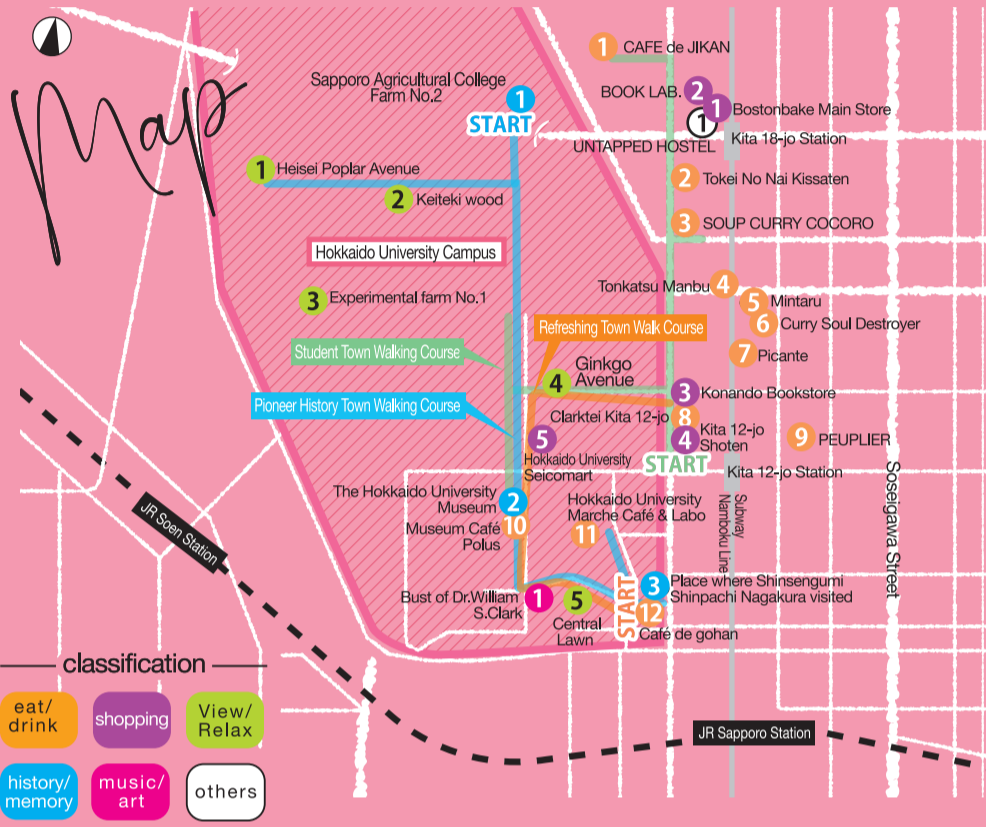 Map
1
CAFE de JIKAN
Sapporo Agricultural College
Farm No.2
1
START
BOOK LAB.
2
1
Bostonbake Main Store
1
UNTAPPED HOSTEL
Kita 18-jo Station
1
Heisei Poplar Avenue
2
Keiteki wood
2
Tokei No Nai Kissaten
3
SOUP CURRY COCORO
Hokkaido University Campus
3
Experimental farm No.1
Tonkatsu Manbu
4
5
Mintaru
6
Curry Soul Destroyer
7
Picante
Refreshing Town Walk Course
Student Town Walking Course
4
Ginkgo
Avenue
3
Konando Bookstore
Pioneer History Town Walking Course
Clarktei Kita 12-jo
8
5
Hokkaido University
Seicomart
4
Kita 12-jo
Shoten
START
9
PEUPLIER
Kita 12-jo Station
Subway
Namboku Line
Soseigawa Street
The Hokkaido University
Museum
2
Museum Café
Polus
10
Hokkaido University
Marche Café & Labo
11
JR Soen Station
Bust of Dr.William
S.Clark
1
5
Central
Lawn
START
3
Place where Shinsengumi
Shinpachi Nagakura visited
12
Café de gohan
JR Sapporo Station
classification
eat/
drink
shopping
View/
Relax
history/
memory
music/
art
others